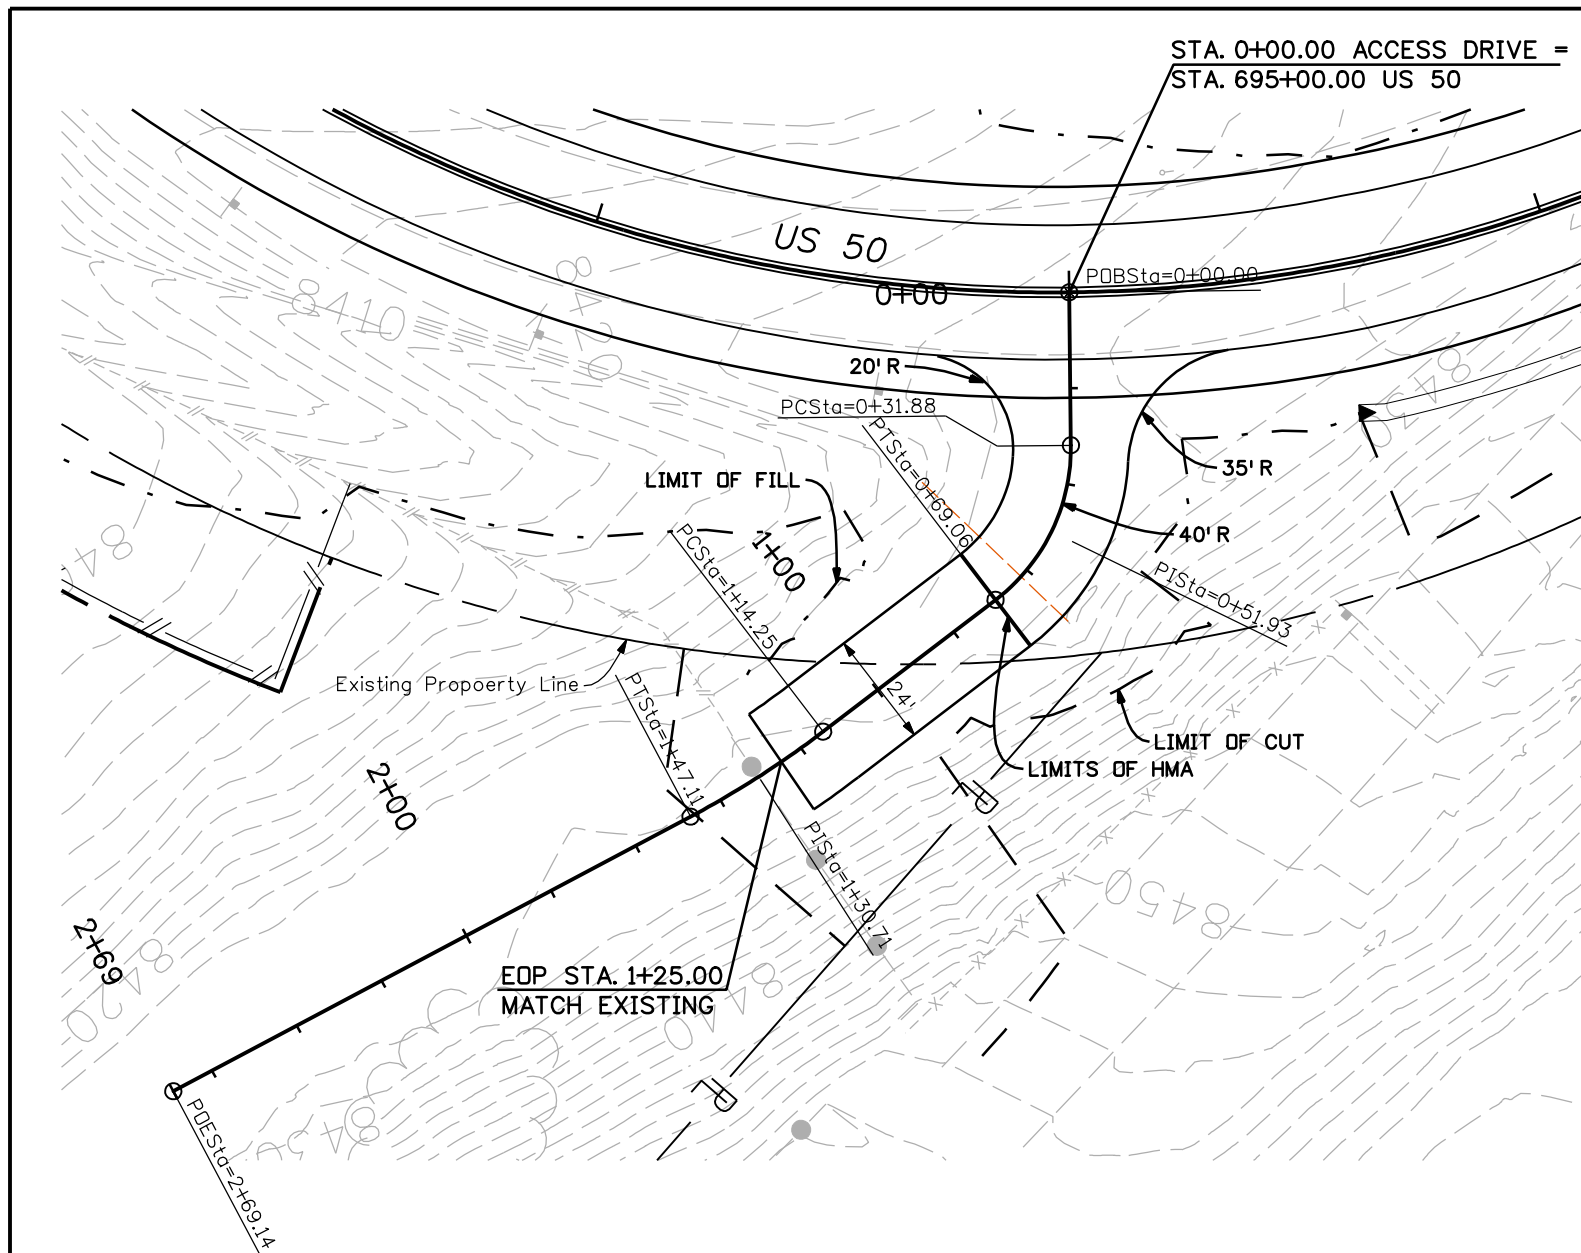 STA. 0+00.00 ACCESS DRIVE =
STA. 695+00.00 US 50
US 50
POBSta=0+00.00
0+00
8410
8420
20' R
PCSta=0+31.88
8430
PTSta=0+69.06
35' R
LIMIT OF FILL
40' R
PCSta=1+14.25
1+00
PISta=0+51.93
Existing Propoerty Line
PTSta=1+47.11
24'
LIMIT OF CUT
LIMITS OF HMA
2+00
PISta=1+30.71
8450
2+69
8420
EOP STA. 1+25.00
MATCH EXISTING
8440
8430
POESta=2+69.14